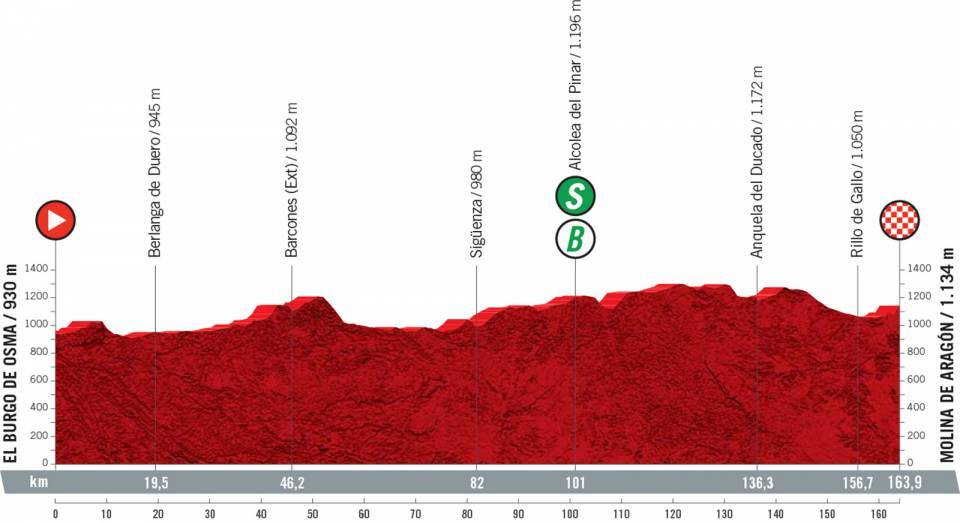 Berlanga de Duero / 945 m
Barcones (Ext) / 1.092 m
Sigüenza / 980 m
Alcolea del Pinar / 1.196 m
S
B
Anquela del Ducado / 1.172 m
Rillo de Gallo / 1.050 m
EL BURGO DE OSMA / 930 m
1400
1200
1000
800
600
400
200
0
1400
1200
1000
800
600
400
200
0
MOLINA DE ARAGÓN / 1.134 m
km 19,5 46,2 82 101 136,3 156,7 163,9
0 10 20 30 40 50 60 70 80 90 100 110 120 130 140 150 160